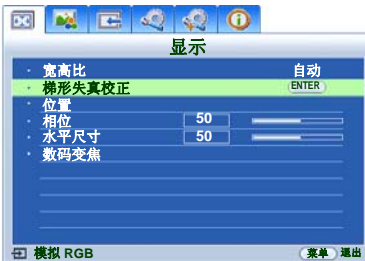 显示
宽高比 自动
梯形失真校正 ENTER
位置
相位 50
水平尺寸 50
数码变焦
模拟 RGB 菜单 退出